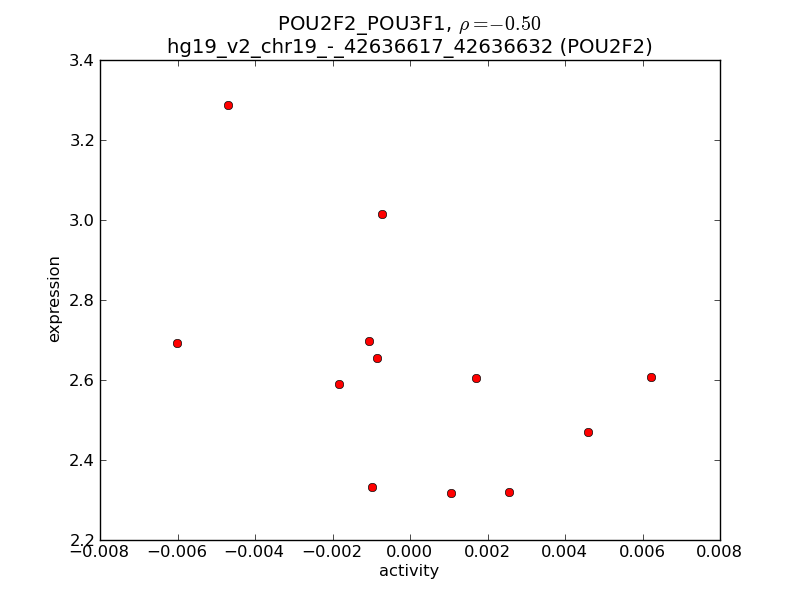 POU2F2_POU3F1, ρ=−0.50
hg19_v2_chr19_-_42636617_42636632 (POU2F2)
3.4
3.2
3.0
2.8
2.6
2.4
2.2
expression
−0.008 −0.006 −0.004 −0.002 0.000 0.002 0.004 0.006 0.008
activity